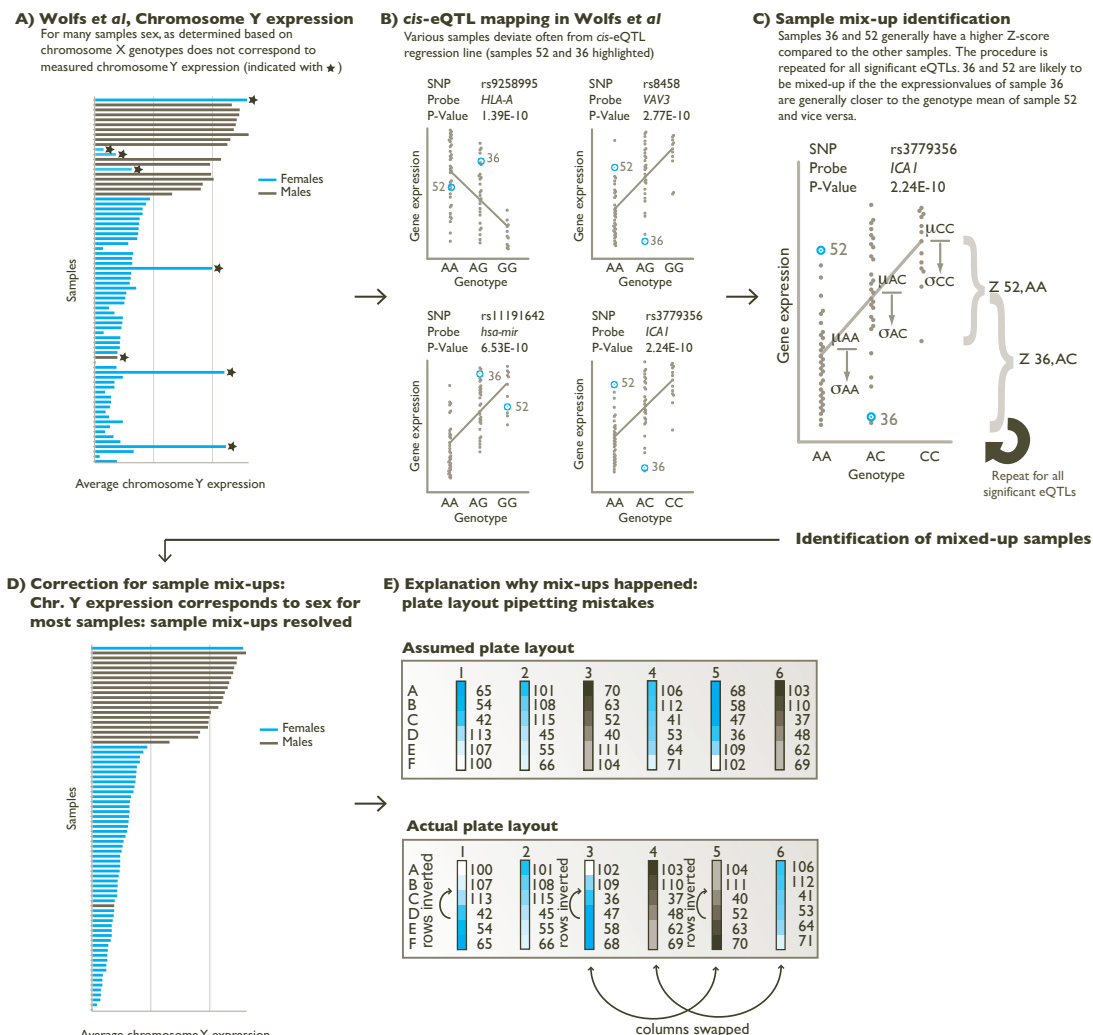 A) Wolfs et al, Chromosome Y expression
For many samples sex, as determined based on
chromosome X genotypes does not correspond to
measured chromosome Y expression (indicated with ★ )
Females
Males
Samples
Average chromosome Y expression
B) cis-eQTL mapping in Wolfs et al
Various samples deviate often from cis-eQTL
regression line (samples 52 and 36 highlighted)
SNP rs9258995
Probe HLA-A
P-Value 1.39E-10
36
52
Gene expression
AA AG GG
Genotype
SNP rs8458
Probe VAV3
P-Value 2.77E-10
52
36
Gene expression
AA AG GG
Genotype
SNP rs11191642
Probe hsa-mir
P-Value 6.53E-10
36
52
Gene expression
AA AG GG
Genotype
SNP rs3779356
Probe ICA1
P-Value 2.24E-10
52
36
Gene expression
AA AC CC
Genotype
C) Sample mix-up identification
Samples 36 and 52 generally have a higher Z-score
compared to the other samples. The procedure is
repeated for all significant eQTLs. 36 and 52 are likely to
be mixed-up if the the expressionvalues of sample 36
are generally closer to the genotype mean of sample 52
and vice versa.
SNP rs3779356
Probe ICA1
P-Value 2.24E-10
52
μCC
σCC
μAC
σAC
μAA
σAA
36
Z 52, AA
Z 36, AC
Gene expression
AA AC CC
Genotype
Repeat for all
significant eQTLs
Identification of mixed-up samples
D) Correction for sample mix-ups:
Chr. Y expression corresponds to sex for
most samples: sample mix-ups resolved
Females
Males
Samples
Average chromosome Y expression
E) Explanation why mix-ups happened:
plate layout pipetting mistakes
Assumed plate layout
1 2 3 4 5 6
A 65 101 70 106 68 103
B 54 108 63 112 58 110
C 42 115 52 41 47 37
D 113 45 40 53 36 48
E 107 55 111 64 109 62
F 100 66 104 71 102 69
Actual plate layout
1 2 3 4 5 6
A 100 101 102 103 104 106
B 107 108 109 110 111 112
C 113 115 36 37 40 41
D 42 45 47 48 52 53
E 54 55 58 62 63 64
F 65 66 68 69 70 71
rows inverted
rows inverted
rows inverted
columns swapped